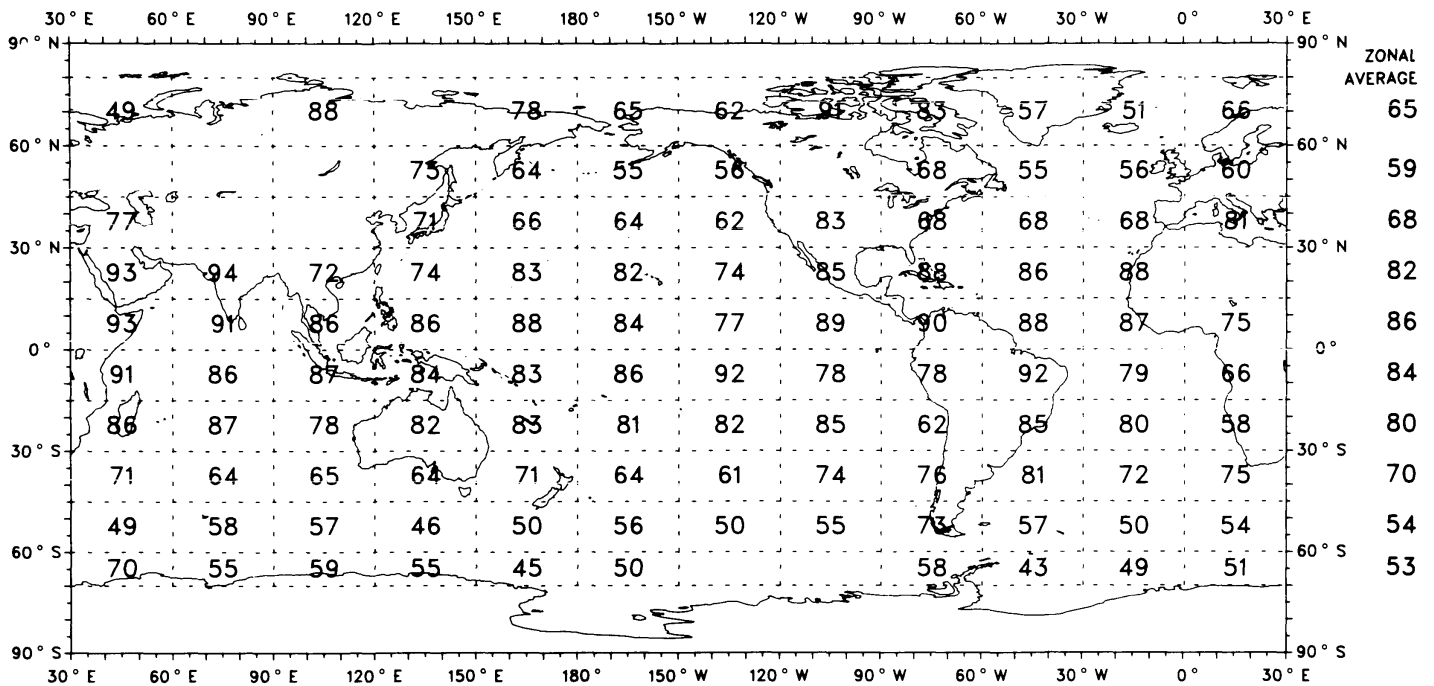 30° E 60° E 90° E 120° E 150° E 180° 150° W 120° W 90° W 60° W 30° W 0° 30° E
90° N 90° N
ZONAL
AVERAGE
49 88 78 65 62 91 83 57 51 66 65
60° N 60° N
73 64 55 56 68 55 56 60 59
77 71 66 64 62 83 68 68 68 81 68
30° N 30° N
93 94 72 74 83 82 74 85 88 86 88 82
93 91 86 86 88 84 77 89 90 88 87 75 86
0° 0°
91 86 87 84 83 86 92 78 78 92 79 66 84
86 87 78 82 83 81 82 85 62 85 80 58 80
30° S 30° S
71 64 65 64 71 64 61 74 76 81 72 75 70
49 58 57 46 50 56 50 55 73 57 50 54 54
60° S 60° S
70 55 59 55 45 50 58 43 49 51 53
90° S 90° S
30° E 60° E 90° E 120° E 150° E 180° 150° W 120° W 90° W 60° W 30° W 0° 30° E